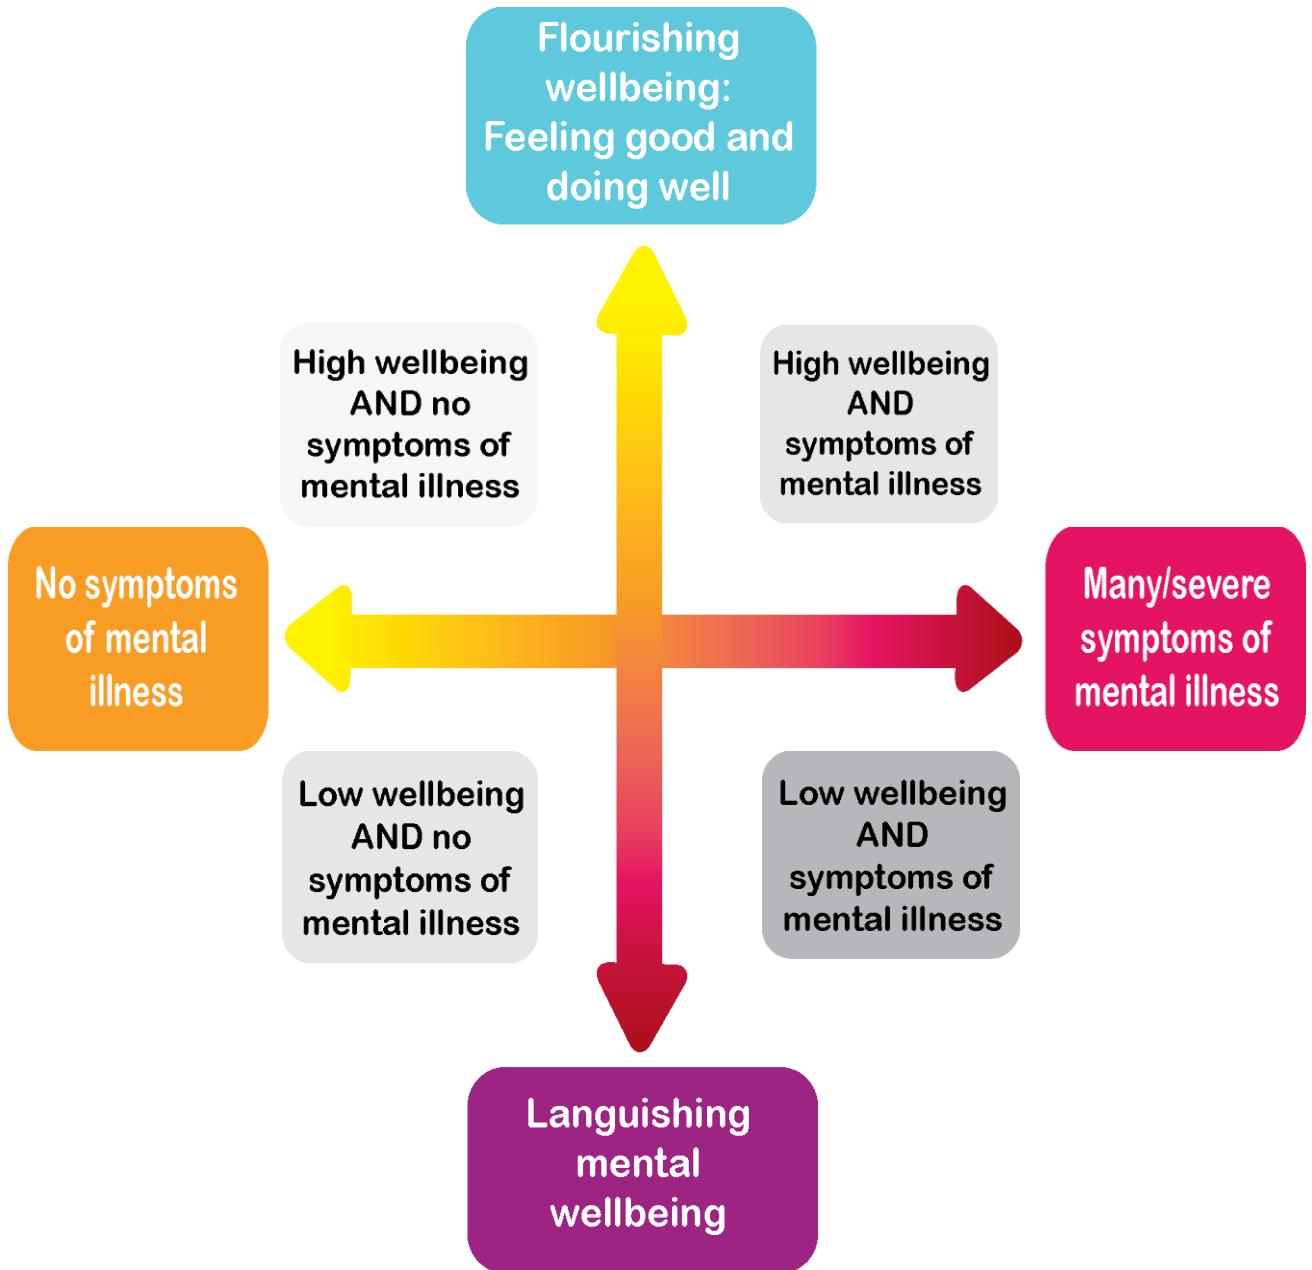 Flourishing
wellbeing:
Feeling good and
doing well
High wellbeing
AND no
symptoms of
mental illness
High wellbeing
AND
symptoms of
mental illness
No symptoms
of mental
illness
Many/severe
symptoms of
mental illness
Low wellbeing
AND no
symptoms of
mental illness
Low wellbeing
AND
symptoms of
mental illness
Languishing
mental
wellbeing